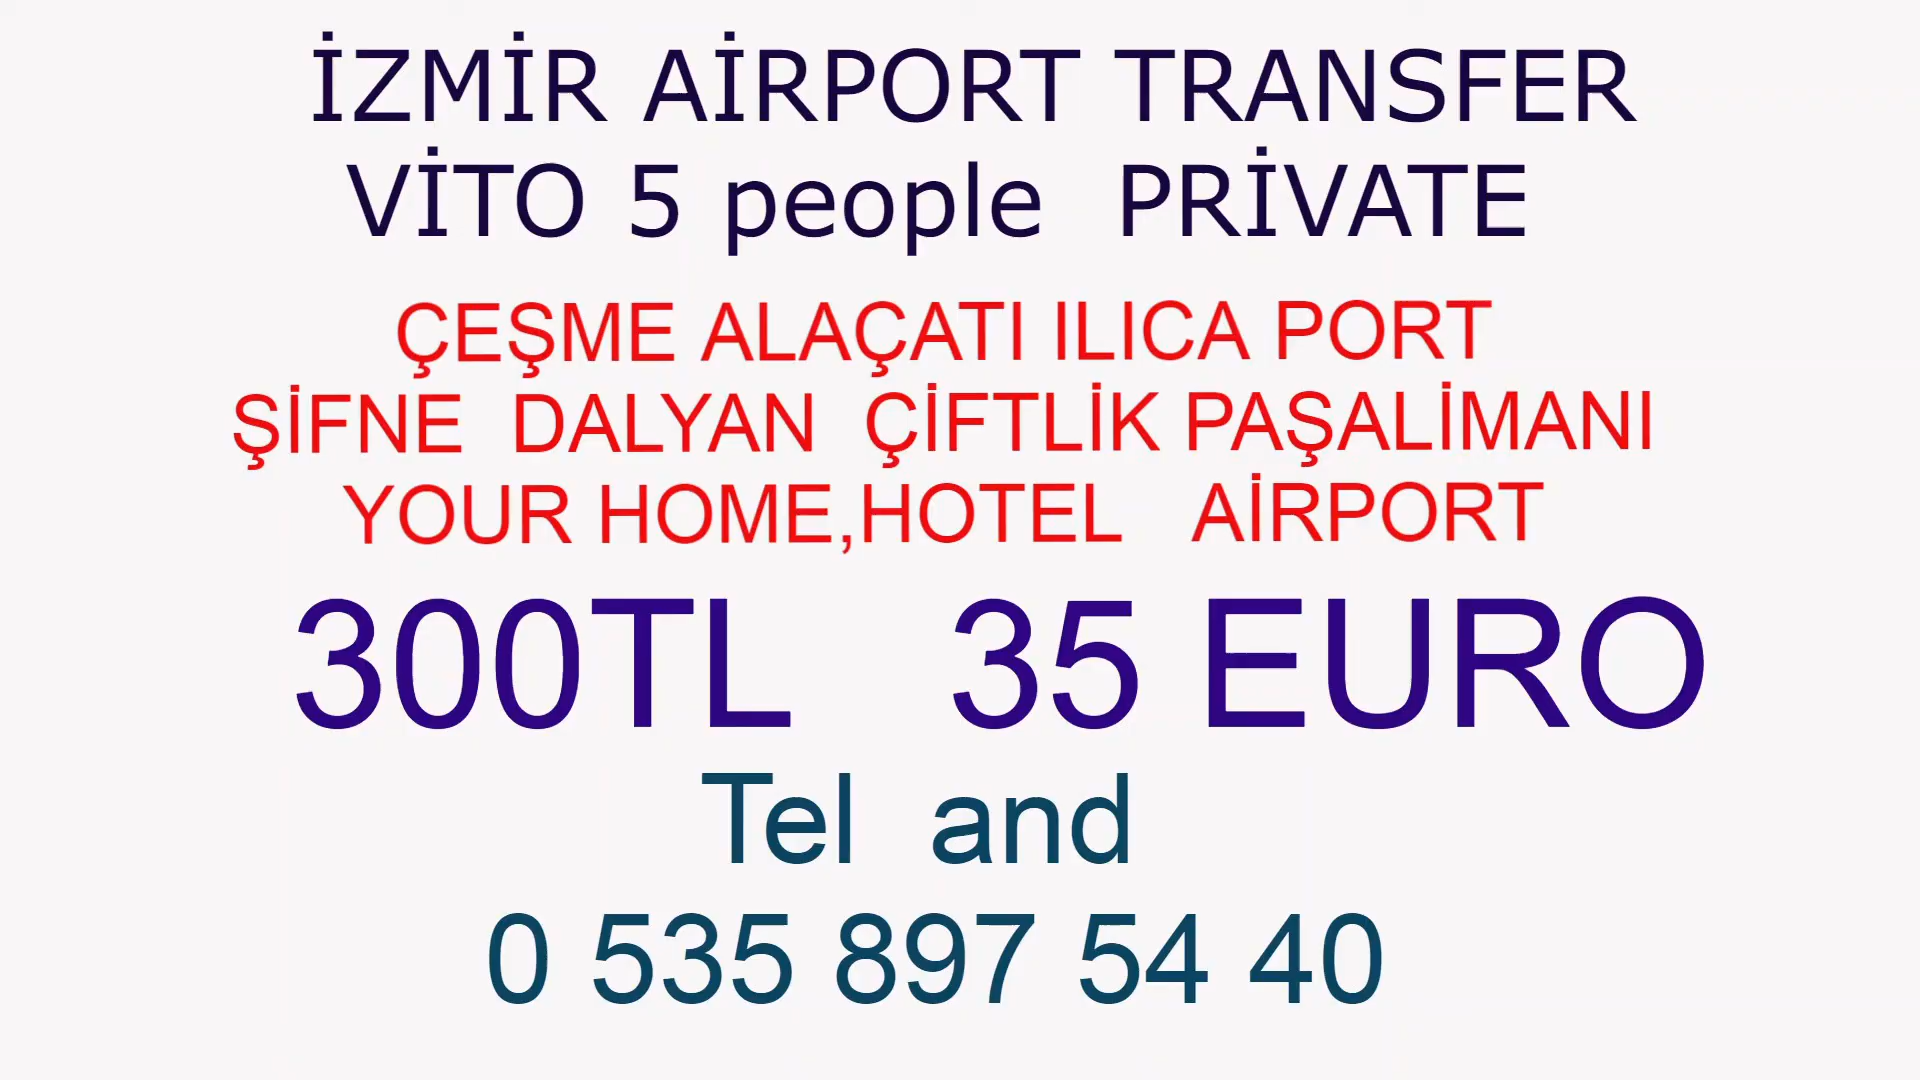 İZMİR AİRPORT TRANSFER
VİTO 5 people PRİVATE
ÇEŞME ALAÇATI ILICA PORT
ŞİFNE DALYAN ÇİFTLİK PAŞALİMANI
YOUR HOME,HOTEL AİRPORT
300TL 35 EURO
Tel and
0 535 897 54 40